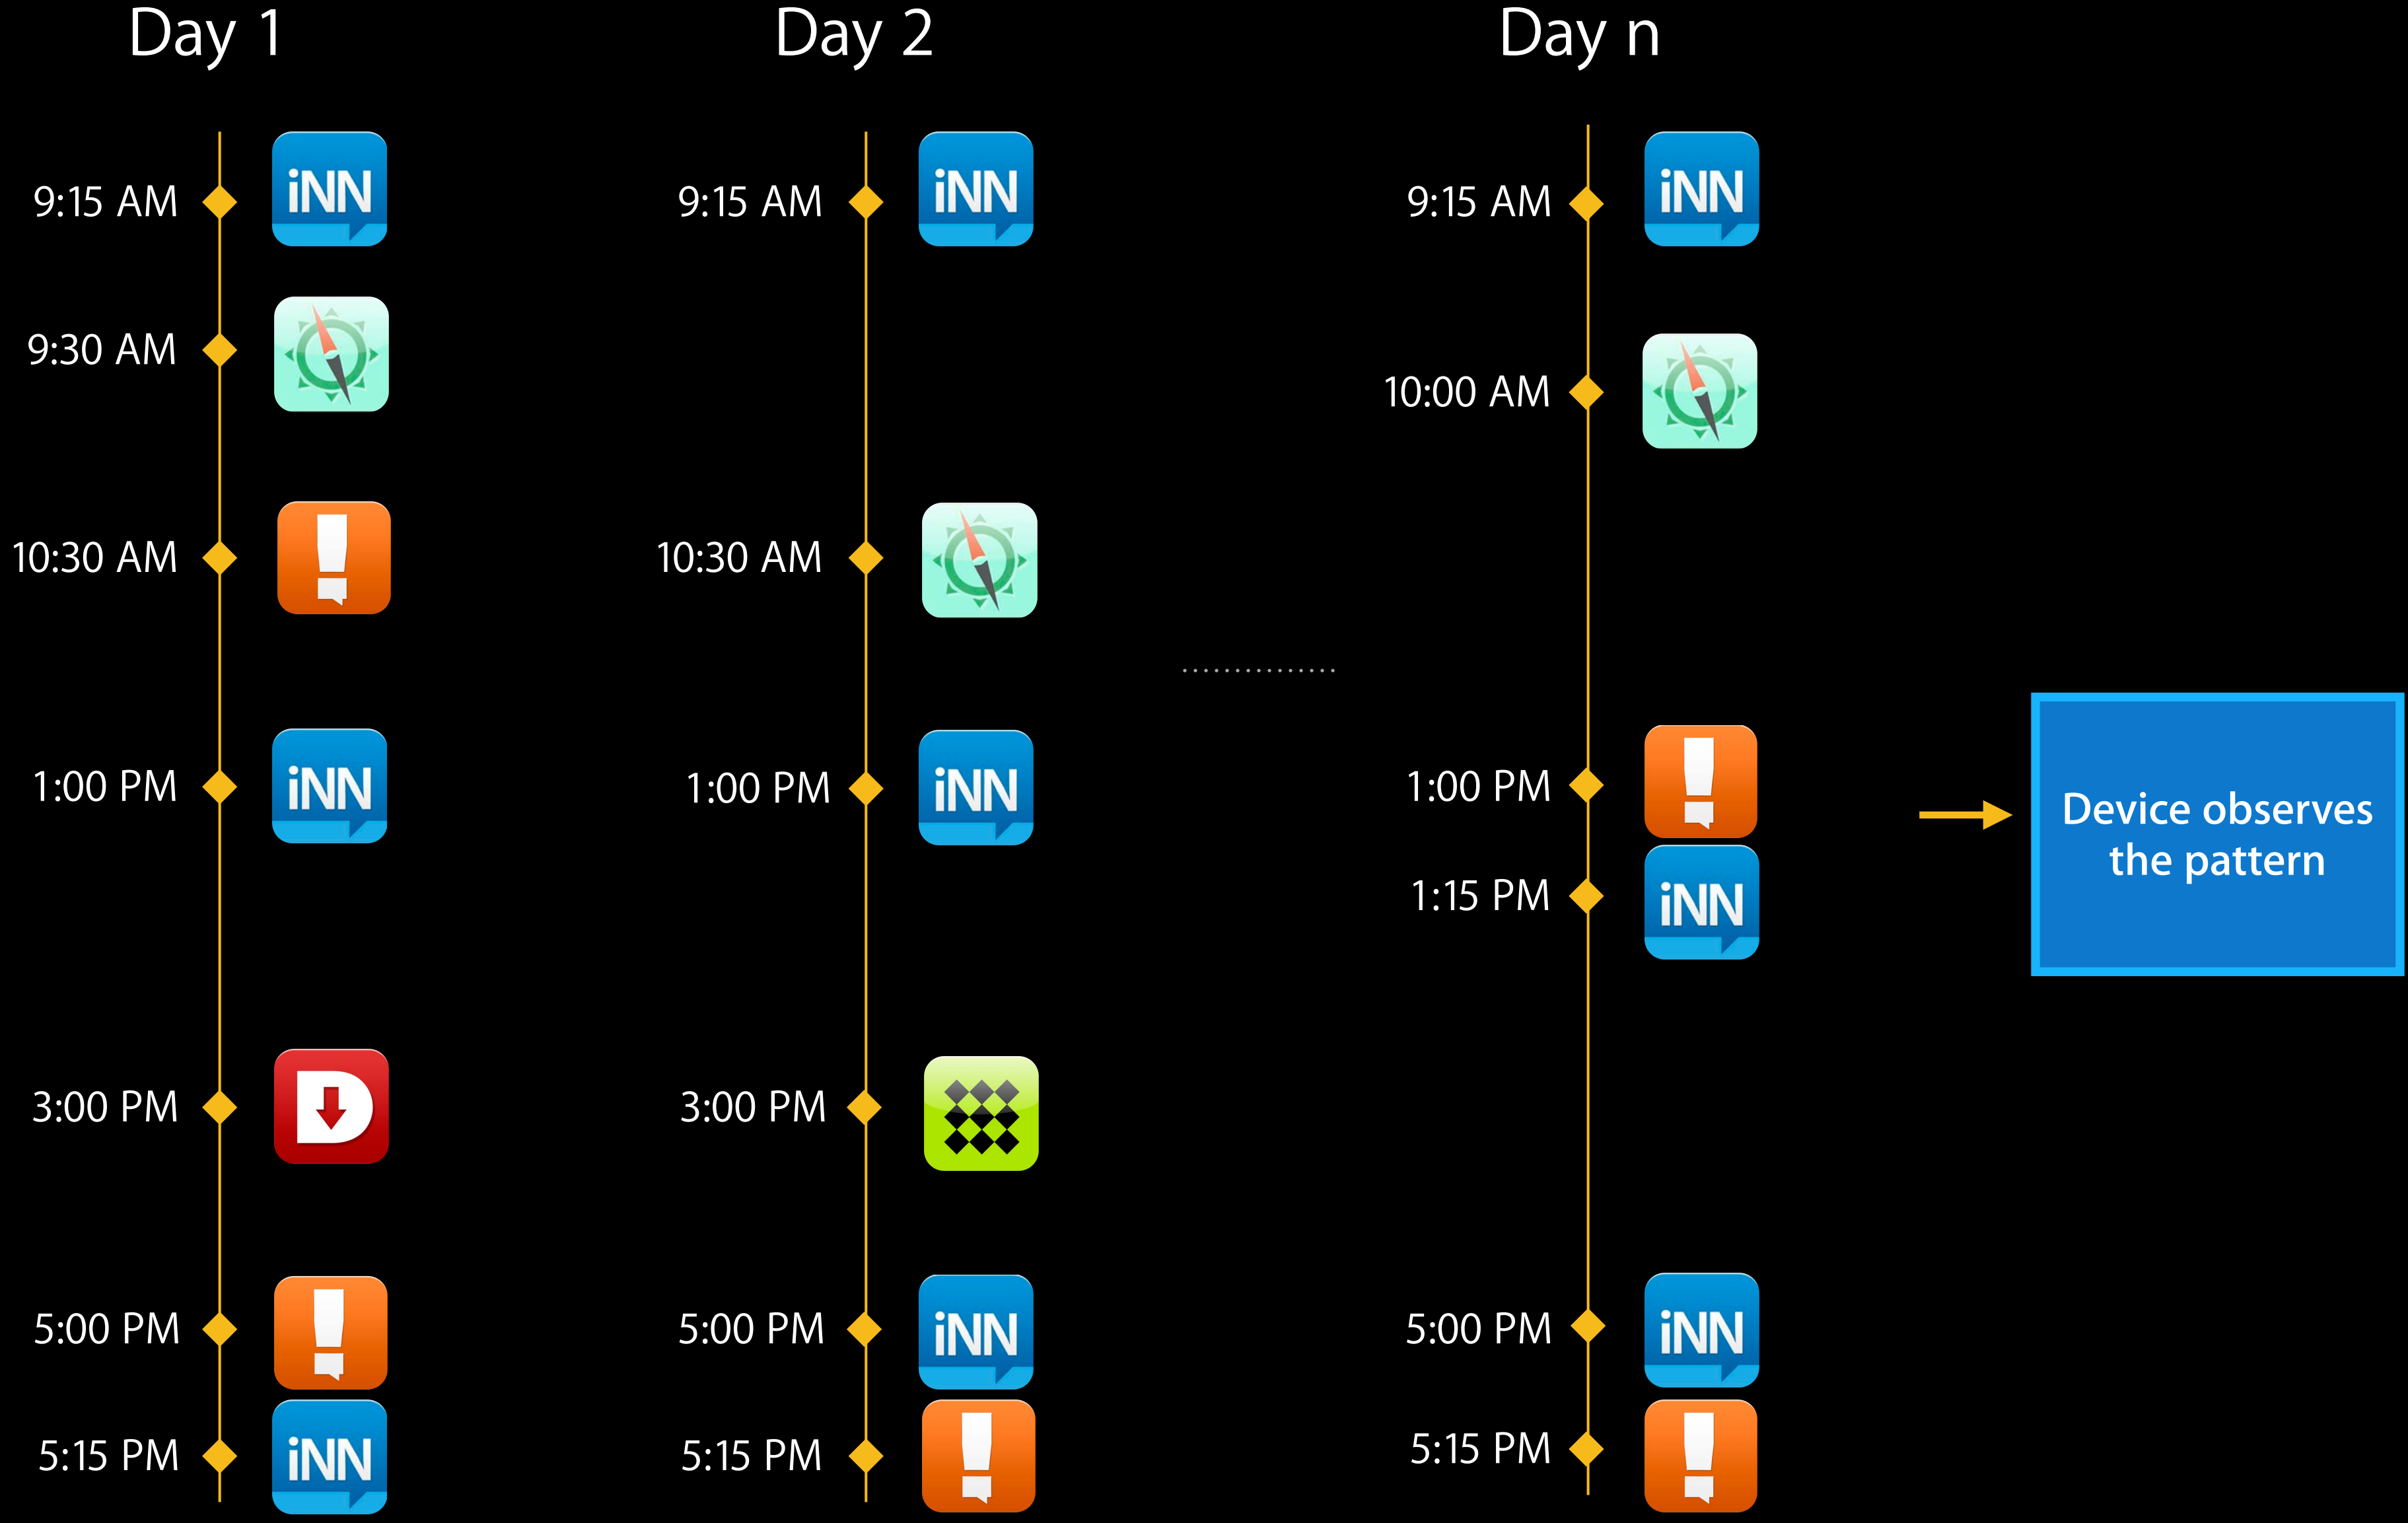 Day 1
9:15 AM
iNN
9:30 AM
10:30 AM
!
1:00 PM
iNN
3:00 PM
D
5:00 PM
!
5:15 PM
iNN
Day 2
9:15 AM
iNN
10:30 AM
1:00 PM
iNN
3:00 PM
5:00 PM
iNN
5:15 PM
!
Day n
9:15 AM
iNN
10:00 AM
1:00 PM
!
1:15 PM
iNN
5:00 PM
iNN
5:15 PM
!
Device observes
the pattern